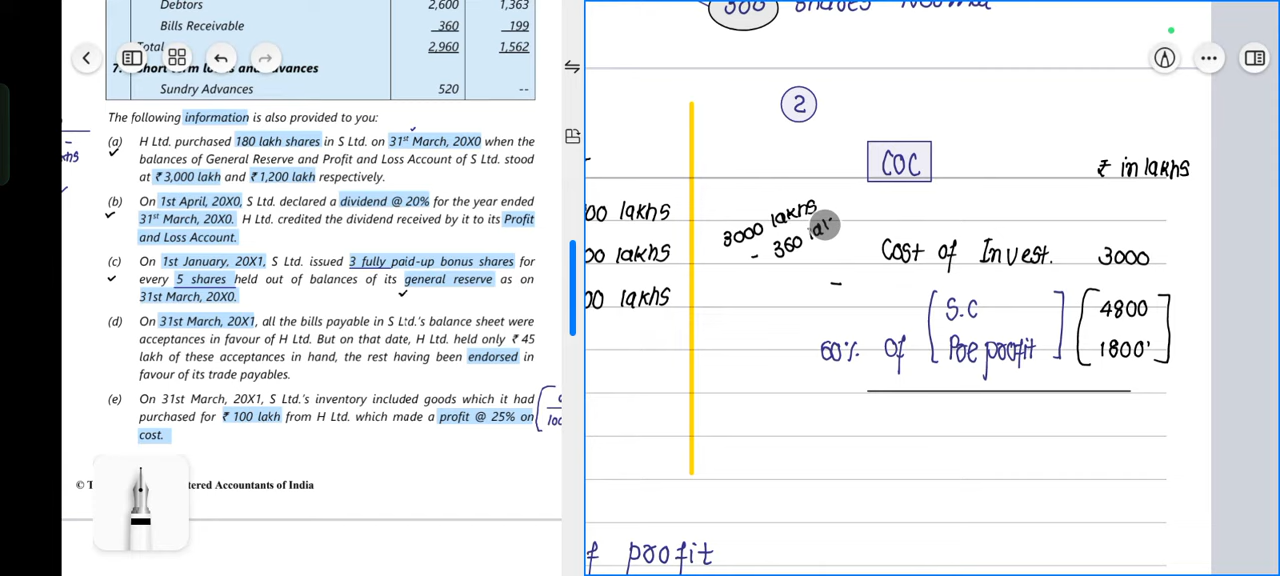 Debtors 2,600 1,363
Bills Receivable 360 199
Total 2,960 1,562
7. Short term loans and advances
Sundry Advances 520 --
The following information is also provided to you:
(a) H Ltd. purchased 180 lakh shares in S Ltd. on 31st March, 20X0 when the
balances of General Reserve and Profit and Loss Account of S Ltd. stood
at ₹ 3,000 lakh and ₹ 1,200 lakh respectively.
(b) On 1st April, 20X0, S Ltd. declared a dividend @ 20% for the year ended
31st March, 20X0. H Ltd. credited the dividend received by it to its Profit
and Loss Account.
(c) On 1st January, 20X1, S Ltd. issued 3 fully paid-up bonus shares for
every 5 shares held out of balances of its general reserve as on
31st March, 20X0.
(d) On 31st March, 20X1, all the bills payable in S Ltd.'s balance sheet were
acceptances in favour of H Ltd. But on that date, H Ltd. held only ₹ 45
lakh of these acceptances in hand, the rest having been endorsed in
favour of its trade payables.
(e) On 31st March, 20X1, S Ltd.'s inventory included goods which it had
purchased for ₹ 100 lakh from H Ltd. which made a profit @ 25% on
cost.
tered Accountants of India
khs
100
300 Shares
2
COC
₹ in lakhs
00 lakhs
00 lakhs
00 lakhs
3000 lakhs
- 360
Cost of Invest. 3000
-
60% of [S.C] [4800]
[Pre profit] [1800]
f profit